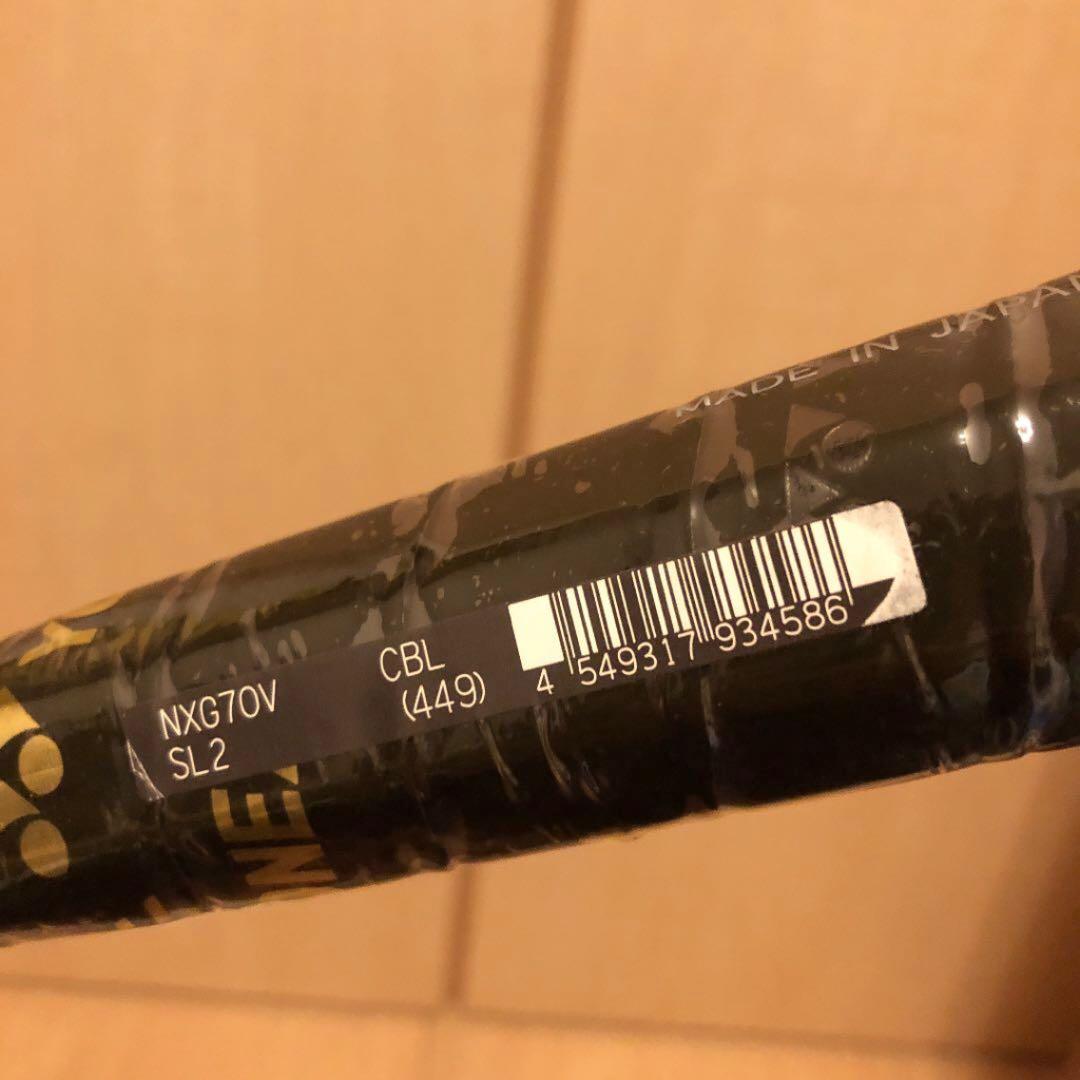 MADE IN JAPAN
NXG70V
SL2
CBL
(449)
4 549317 934586